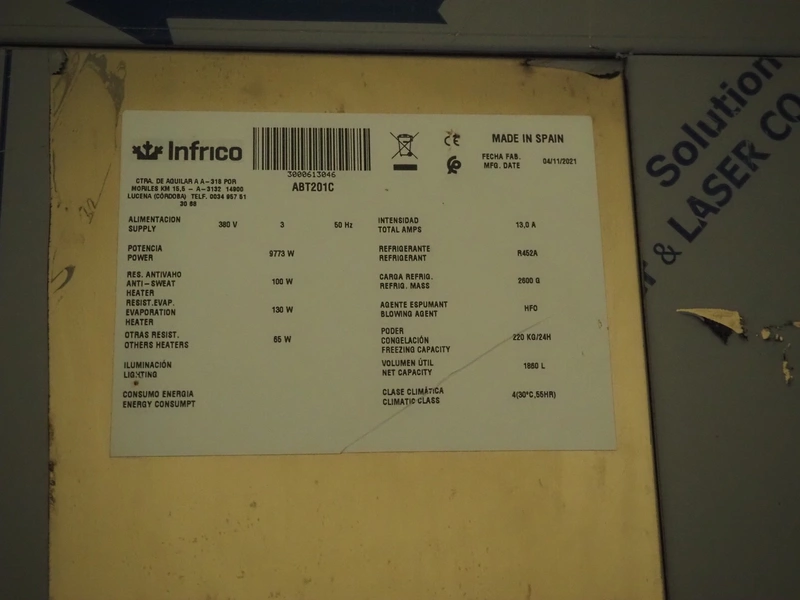 Infrico
3000613046
MADE IN SPAIN
FECHA FAB.
MFG. DATE
04/11/2021
CTRA. DE AGUILAR A A-318 POR
MORILES KM 15,5 - A-3132 14900
LUCENA (CÓRDOBA) TELF. 0034 957 51
30 68
ABT201C
ALIMENTACION
SUPPLY
380 V 3 50 Hz
INTENSIDAD
TOTAL AMPS
13,0 A
POTENCIA
POWER
9773 W
REFRIGERANTE
REFRIGERANT
R452A
RES. ANTIVAHO
ANTI-SWEAT
HEATER
100 W
CARGA REFRIG.
REFRIG. MASS
2600 G
RESIST.EVAP.
EVAPORATION
HEATER
130 W
AGENTE ESPUMANT
BLOWING AGENT
HFO
OTRAS RESIST.
OTHERS HEATERS
65 W
PODER
CONGELACIÓN
FREEZING CAPACITY
220 KG/24H
ILUMINACIÓN
LIGHTING
VOLUMEN ÚTIL
NET CAPACITY
1850 L
CONSUMO ENERGIA
ENERGY CONSUMPT
CLASE CLIMÁTICA
CLIMATIC CLASS
4(30°C,55HR)
Solution
& LASER CO